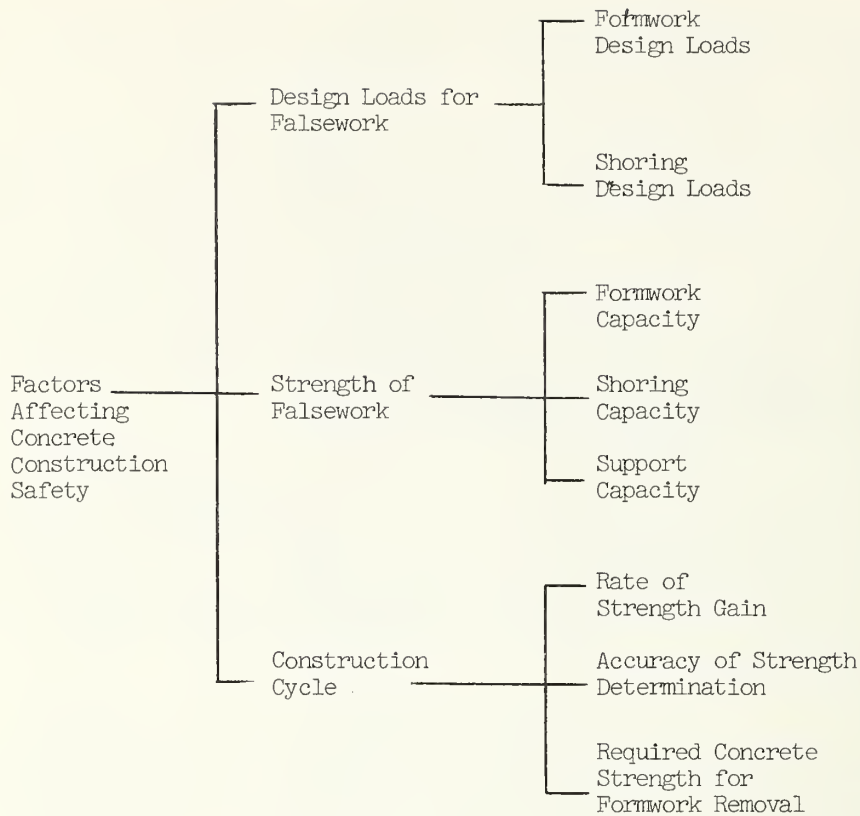 Formwork
Design Loads
Design Loads for
Falsework
Shoring
Design Loads
Formwork
Capacity
Factors
Affecting
Concrete
Construction
Safety
Strength of
Falsework
Shoring
Capacity
Support
Capacity
Rate of
Strength Gain
Construction
Cycle
Accuracy of Strength
Determination
Required Concrete
Strength for
Formwork Removal